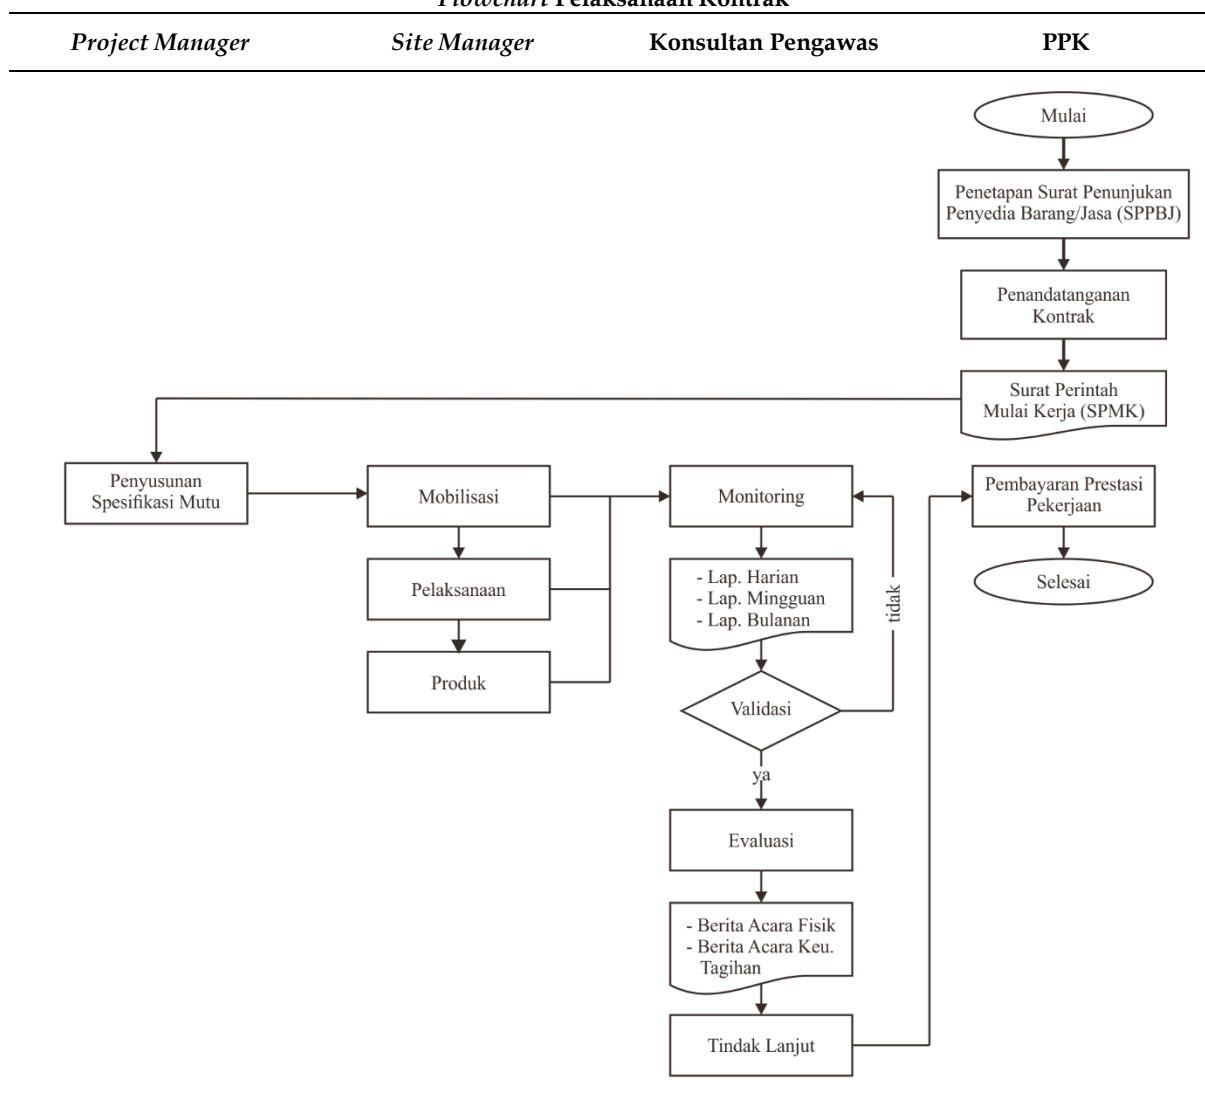 Flowchart Pelaksanaan Kontrak
Project Manager
Site Manager
Konsultan Pengawas
PPK
Mulai
Penetapan Surat Penunjukan
Penyedia Barang/Jasa (SPPBJ)
Penandatanganan
Kontrak
Surat Perintah
Mulai Kerja (SPMK)
Penyusunan
Spesifikasi Mutu
Mobilisasi
Pelaksanaan
Produk
Monitoring
- Lap. Harian
- Lap. Mingguan
- Lap. Bulanan
Validasi
tidak
ya
Evaluasi
- Berita Acara Fisik
- Berita Acara Keu.
Tagihan
Tindak Lanjut
Pembayaran Prestasi
Pekerjaan
Selesai